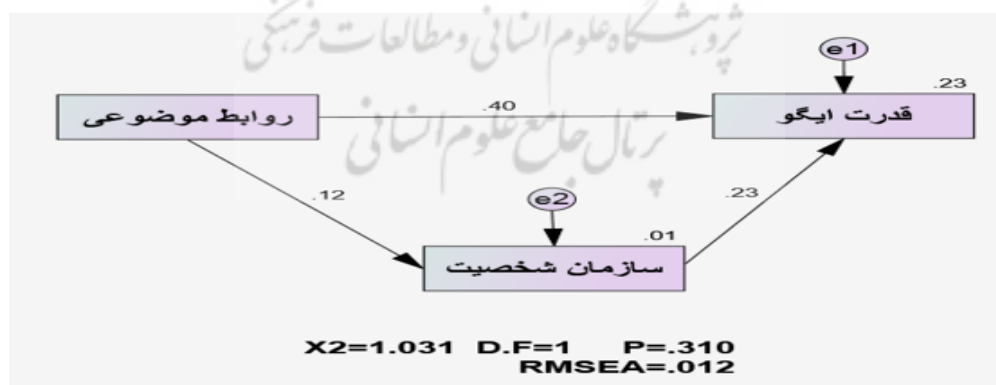 پژوهشگاه علوم انسانی و مطالعات فرهنگی
e1
.23
روابط موضوعی
.40
قدرت ایگو
پرتال جامع علوم انسانی
.12
e2
.23
.01
سازمان شخصیت
X2=1.031 D.F=1 P=.310
RMSEA=.012